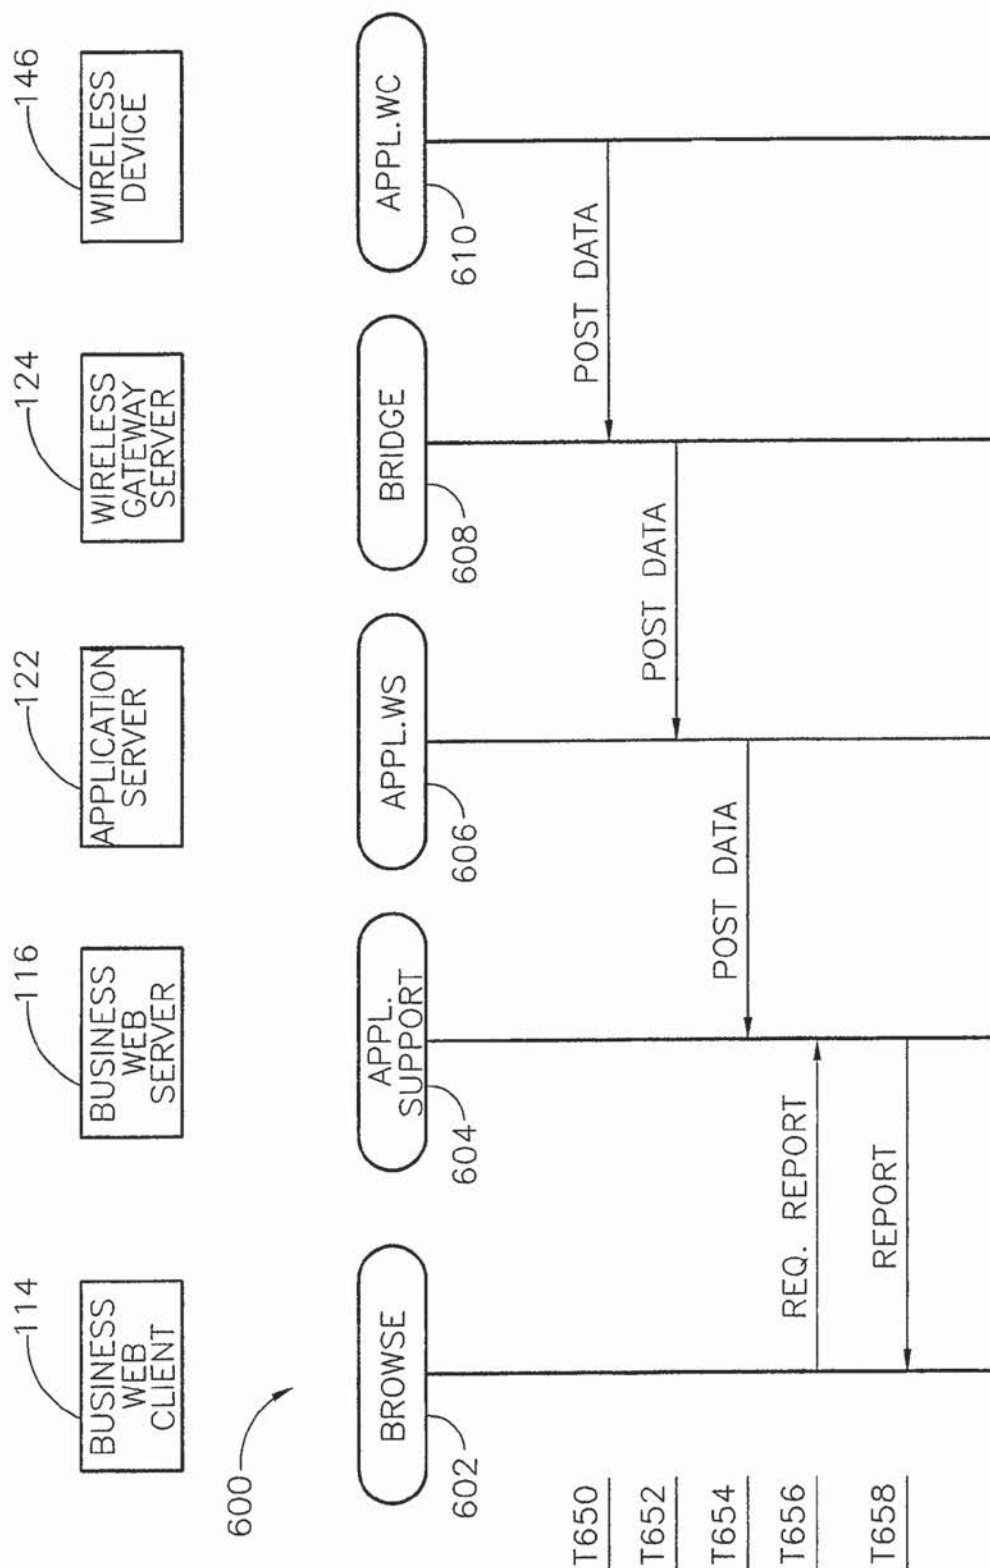 114
BUSINESS
WEB
CLIENT
116
BUSINESS
WEB
SERVER
122
APPLICATION
SERVER
124
WIRELESS
GATEWAY
SERVER
146
WIRELESS
DEVICE
600
BROWSE
602
APPL.
SUPPORT
604
APPL.WS
606
BRIDGE
608
APPL.WC
610
T650
POST DATA
T652
POST DATA
T654
POST DATA
T656
REQ. REPORT
T658
REPORT